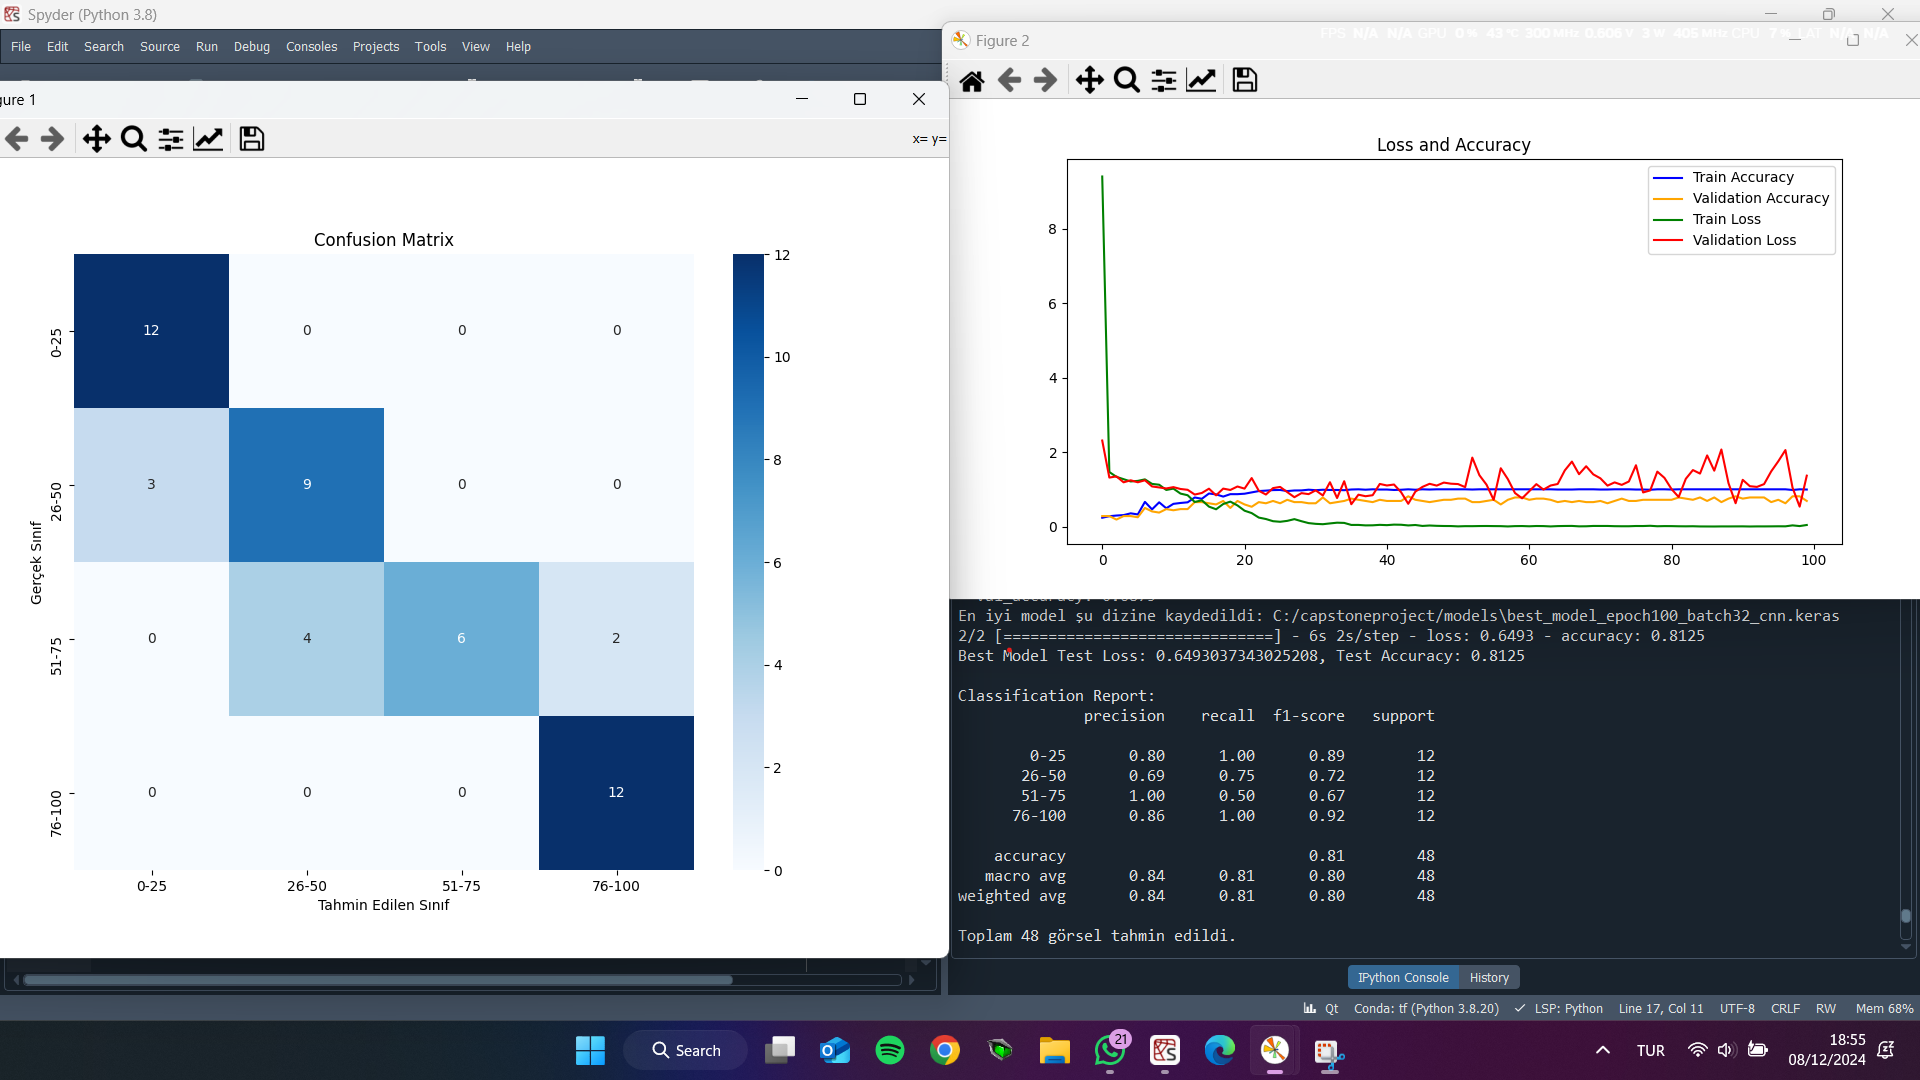 Spyder (Python 3.8)
File Edit Search Source Run Debug Consoles Projects Tools View Help
gure 1
x= y=
Confusion Matrix
12 0 0 0
3 9 0 0
0 4 6 2
0 0 0 12
0-25
26-50
51-75
76-100
Gerçek Sınıf
0-25 26-50 51-75 76-100
Tahmin Edilen Sınıf
12
10
8
6
4
2
0
Figure 2
FPS N/A N/A GPU 0 % 43 °C 300 MHz 0.606 V 3 W 405 MHz CPU 7 % LAT N/A N/A
Loss and Accuracy
Train Accuracy
Validation Accuracy
Train Loss
Validation Loss
8
6
4
2
0
0 20 40 60 80 100
En iyi model şu dizine kaydedildi: C:/capstoneproject/models\best_model_epoch100_batch32_cnn.keras
2/2 [==============================] - 6s 2s/step - loss: 0.6493 - accuracy: 0.8125
Best Model Test Loss: 0.6493037343025208, Test Accuracy: 0.8125
Classification Report:
precision recall f1-score support
0-25 0.80 1.00 0.89 12
26-50 0.69 0.75 0.72 12
51-75 1.00 0.50 0.67 12
76-100 0.86 1.00 0.92 12
accuracy 0.81 48
macro avg 0.84 0.81 0.80 48
weighted avg 0.84 0.81 0.80 48
Toplam 48 görsel tahmin edildi.
IPython Console History
Qt Conda: tf (Python 3.8.20) LSP: Python Line 17, Col 11 UTF-8 CRLF RW Mem 68%
Search
21
TUR
18:55
08/12/2024